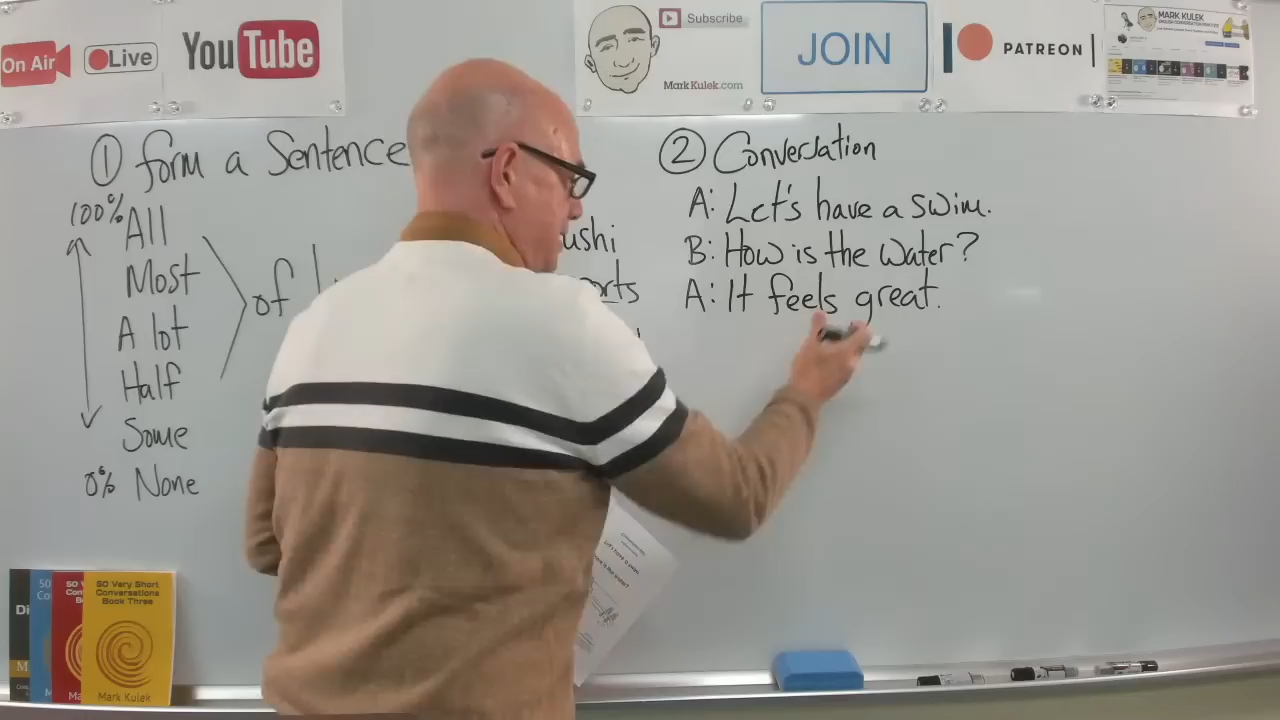 On Air
Live
YouTube
Subscribe
MarkKulek.com
JOIN
PATREON
MARK KULEK
① form a Sentence
100%
All
Most
A lot
Half
Some
0% None
of
② Conversation
A: Let's have a swim.
B: How is the water?
A: It feels great.
50 Very Short
Conversations
Book Three
Mark Kulek